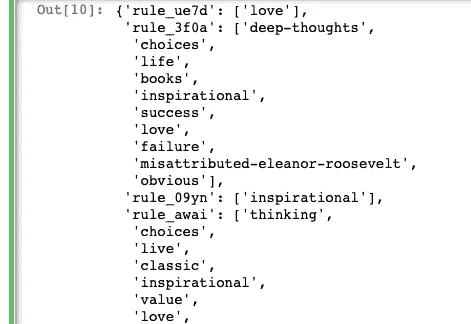 Out[10]: {'rule_ue7d': ['love'],
'rule_3f0a': ['deep-thoughts',
'choices',
'life',
'books',
'inspirational',
'success',
'love',
'failure',
'misattributed-eleanor-roosevelt',
'obvious'],
'rule_09yn': ['inspirational'],
'rule_awai': ['thinking',
'choices',
'live',
'classic',
'inspirational',
'value',
'love',